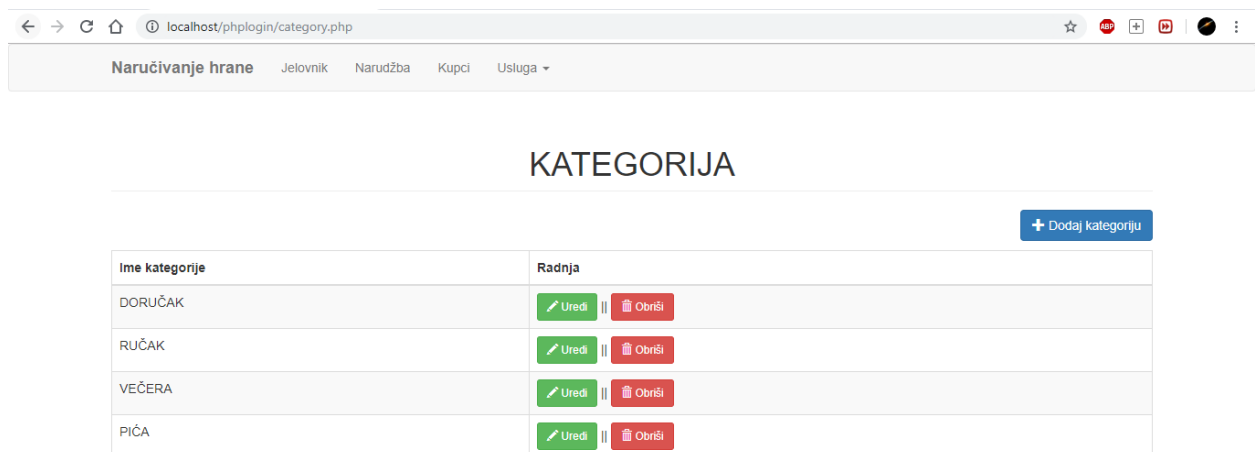 localhost/phplogin/category.php
ABP
Naručivanje hrane Jelovnik Narudžba Kupci Usluga
KATEGORIJA
Dodaj kategoriju
Ime kategorije Radnja
DORUČAK Uredi || Obriši
RUČAK Uredi || Obriši
VEČERA Uredi || Obriši
PIĆA Uredi || Obriši